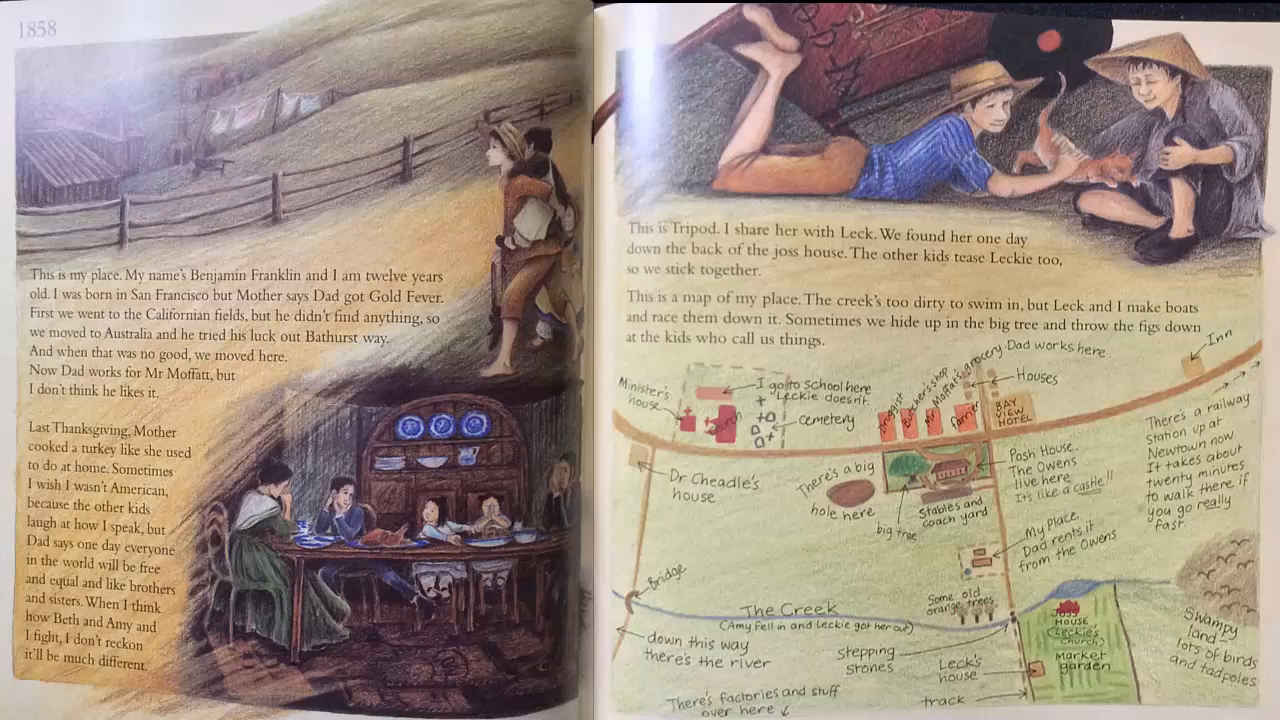 1858
This is my place. My name's Benjamin Franklin and I am twelve years
old. I was born in San Francisco but Mother says Dad got Gold Fever.
First we went to the Californian fields, but he didn't find anything, so
we moved to Australia and he tried his luck out Bathurst way.
And when that was no good, we moved here.
Now Dad works for Mr Moffatt, but
I don't think he likes it.
Last Thanksgiving, Mother
cooked a turkey like she used
to do at home. Sometimes
I wish I wasn't American,
because the other kids
laugh at how I speak, but
Dad says one day everyone
in the world will be free
and equal and like brothers
and sisters. When I think
how Beth and Amy and
I fight, I don't reckon
it'll be much different.
This is Tripod. I share her with Leck. We found her one day
down the back of the joss house. The other kids tease Leckie too,
so we stick together.
This is a map of my place. The creek's too dirty to swim in, but Leck and I make boats
and race them down it. Sometimes we hide up in the big tree and throw the figs down
at the kids who call us things.
Inn
Minister's
house
I go to School here
Leckie doesn't.
church
cemetery
Druggist
Butcher's shop
Mr Moffat's grocery. Dad works here.
farrier
Houses
BAY
VIEW
HOTEL
Dr Cheadle's
house
There's a big
hole here
big tree
Stables and
coach yard
Posh House.
The Owens
live here
It's like a castle!!
There's a railway
Station up at
Newtown now
It takes about
twenty minutes
to walk there if
you go really
fast
My Place
Dad rents it
from the Owens
Bridge
The Creek
(Amy fell in and Leckie got her out)
Some old
orange trees
stepping
stones
down this way
there's the river
JOSS
HOUSE
(Leckie's
church)
Market
garden
Leck's
house
track
Swampy
land -
lots of birds
and tadpoles
There's factories and stuff
over here